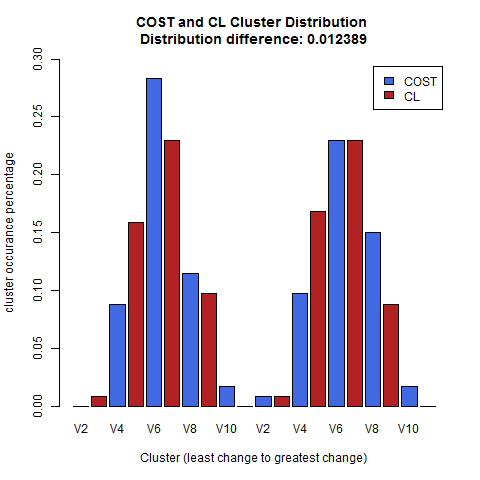 COST and CL Cluster Distribution
Distribution difference: 0.012389
COST
CL
cluster occurance percentage
0.30
0.25
0.20
0.15
0.10
0.05
0.00
V2 V4 V6 V8 V10 V2 V4 V6 V8 V10
Cluster (least change to greatest change)